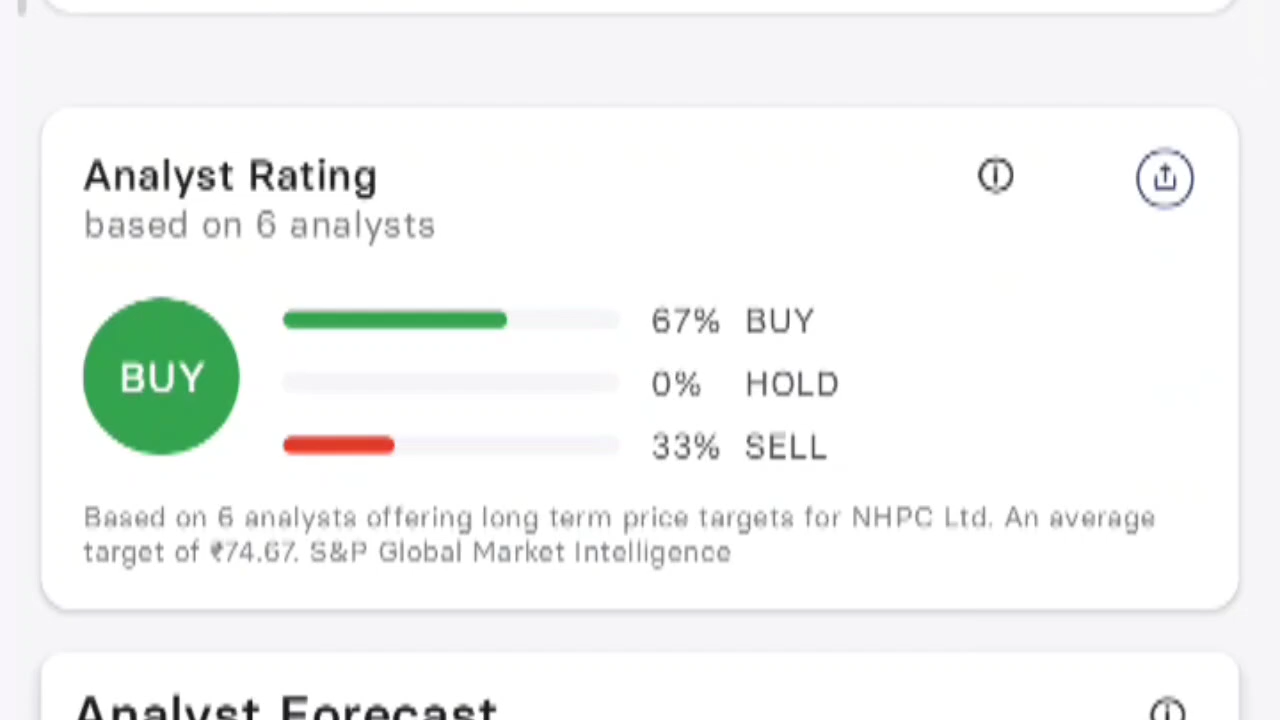 Analyst Rating
based on 6 analysts
BUY
67% BUY
0% HOLD
33% SELL
Based on 6 analysts offering long term price targets for NHPC Ltd. An average
target of ₹74.67. S&P Global Market Intelligence
Analyst Forecast